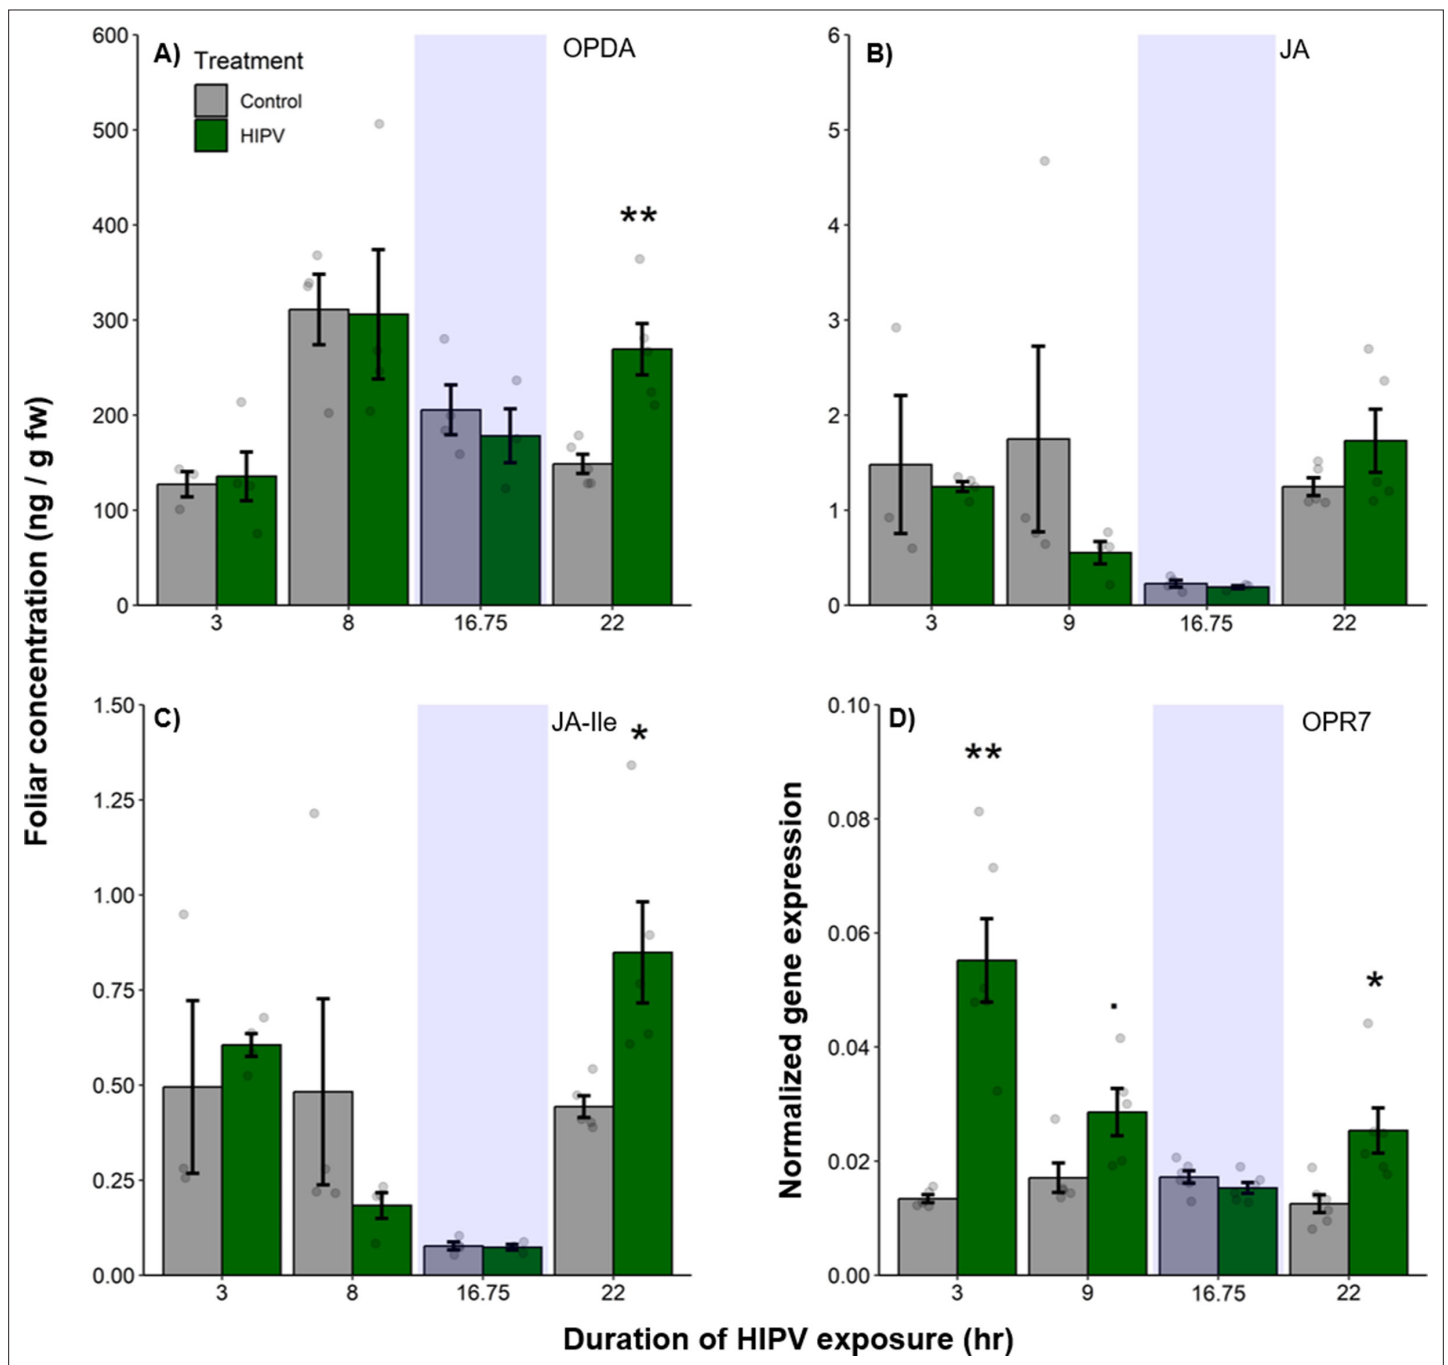 A)
Treatment
Control
HIPV
OPDA
**
600
500
400
300
200
100
0
3 8 16.75 22
B)
JA
6
5
4
3
2
1
0
3 9 16.75 22
C)
JA-Ile
*
1.50
1.25
1.00
0.75
0.50
0.25
0.00
3 8 16.75 22
D)
OPR7
**
.
*
0.10
0.08
0.06
0.04
0.02
0.00
3 9 16.75 22
Foliar concentration (ng / g fw)
Normalized gene expression
Duration of HIPV exposure (hr)